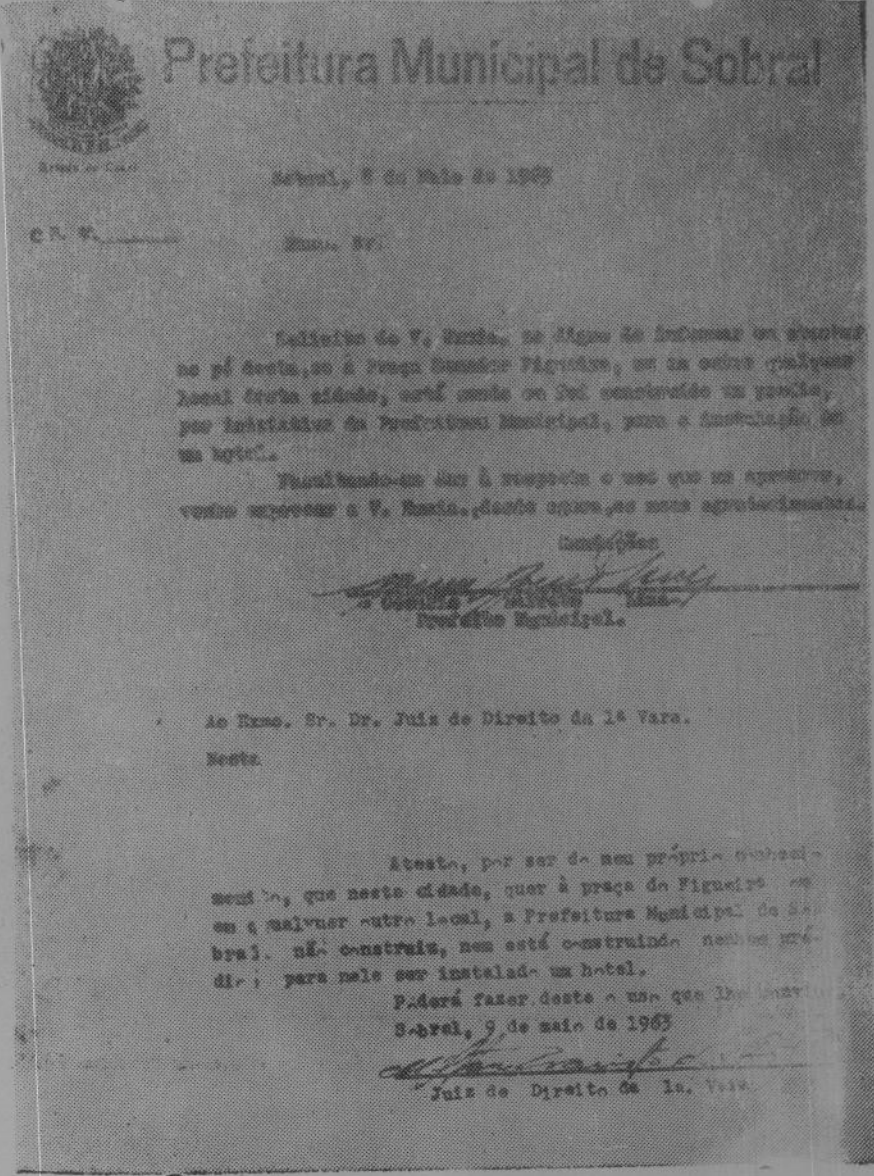 Prefeitura Municipal de Sobral
Sobral, 8 de Maio de 1963
Exmo. Sr.
Solicito de V. Excia. se digne de informar ou atestar
ao pé desta, se à Praça Senador Figueira, ou em outro qualquer
local desta cidade, está sendo ou foi construido um predio,
por iniciativa da Prefeitura Municipal, para a instalação de
um hotel.
Facultando-me dar à resposta o uso que me aprouver,
venho expressar a V. Excia., desde agora, os meus agradecimentos.
Saudações
Prefeito Municipal.
Ao Exmo. Sr. Dr. Juiz de Direito da 1ª Vara.
Nesta
Atesto, por ser do meu próprio conheci-
mento, que nesta cidade, quer à praça do Figueira ou
em qualquer outro local, a Prefeitura Municipal de So-
bral. não construiu, nem está construindo nenhum pré-
dio; para nele ser instalado um hotel.
Poderá fazer deste o uso que lhe
Sobral, 9 de maio de 1963
Juiz de Direito da 1a. Vara